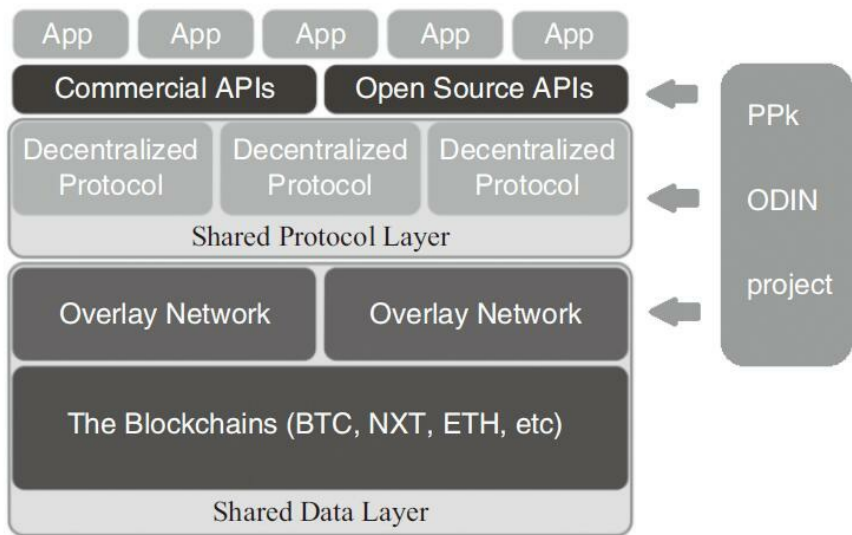 App App App App App
Commercial APIs Open Source APIs
PPk
Decentralized Protocol
Decentralized Protocol
Decentralized Protocol
ODIN
Shared Protocol Layer
project
Overlay Network Overlay Network
The Blockchains (BTC, NXT, ETH, etc)
Shared Data Layer